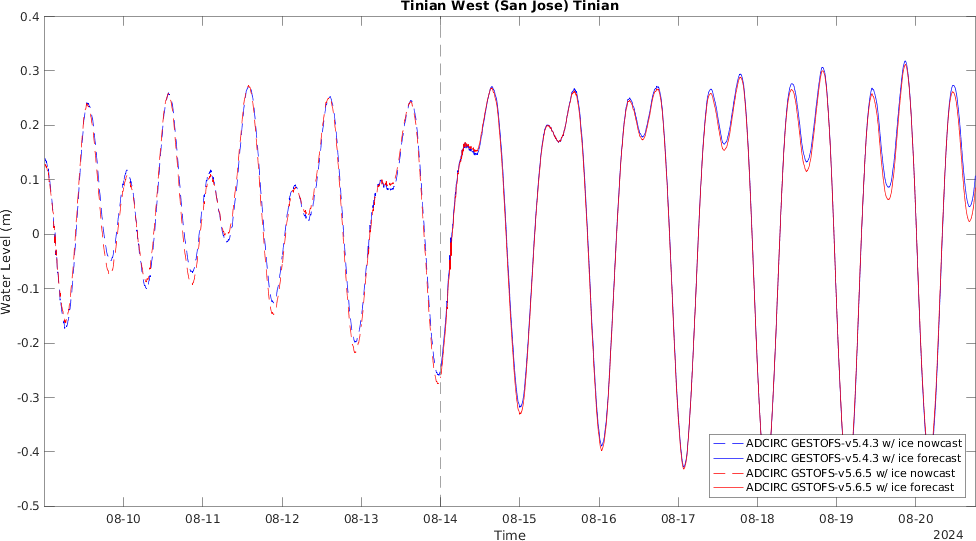 Tinian West (San Jose) Tinian
0.4
0.3
0.2
0.1
0
-0.1
-0.2
-0.3
-0.4
-0.5
Water Level (m)
ADCIRC GESTOFS-v5.4.3 w/ ice nowcast
ADCIRC GESTOFS-v5.4.3 w/ ice forecast
ADCIRC GSTOFS-v5.6.5 w/ ice nowcast
ADCIRC GSTOFS-v5.6.5 w/ ice forecast
08-10 08-11 08-12 08-13 08-14 08-15 08-16 08-17 08-18 08-19 08-20
Time
2024